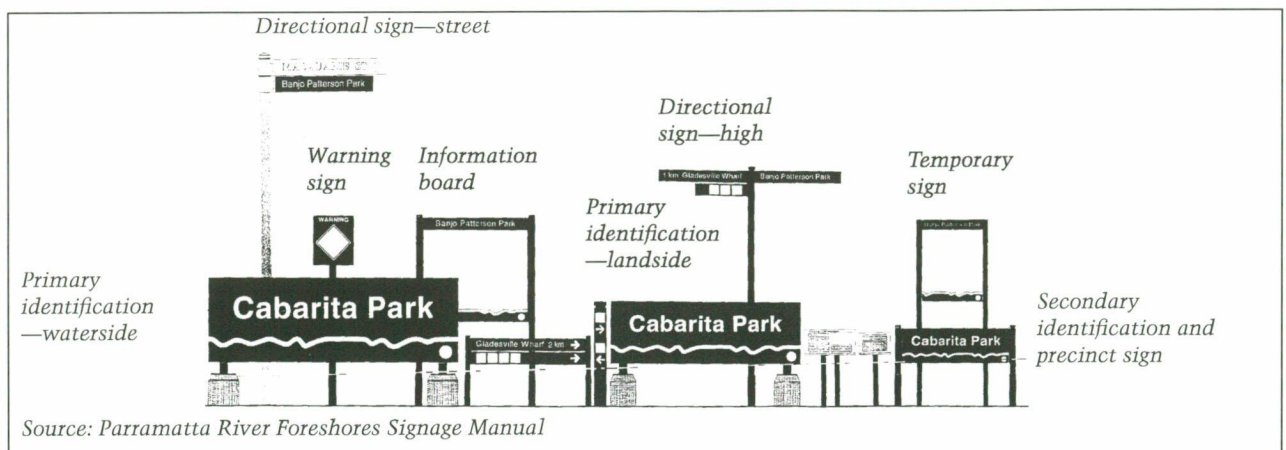 Directional sign—street
Banjo Patterson Park
Directional
sign—high
Warning
sign
Information
board
Temporary
sign
1 km Gladesville Wharf
Banjo Patterson Park
Primary
identification
—landside
WARNING
Banjo Patterson Park
Primary
identification
—waterside
Cabarita Park
Cabarita Park
Cabarita Park
Gladesville Wharf 2 km
Secondary
identification and
precinct sign
Source: Parramatta River Foreshores Signage Manual